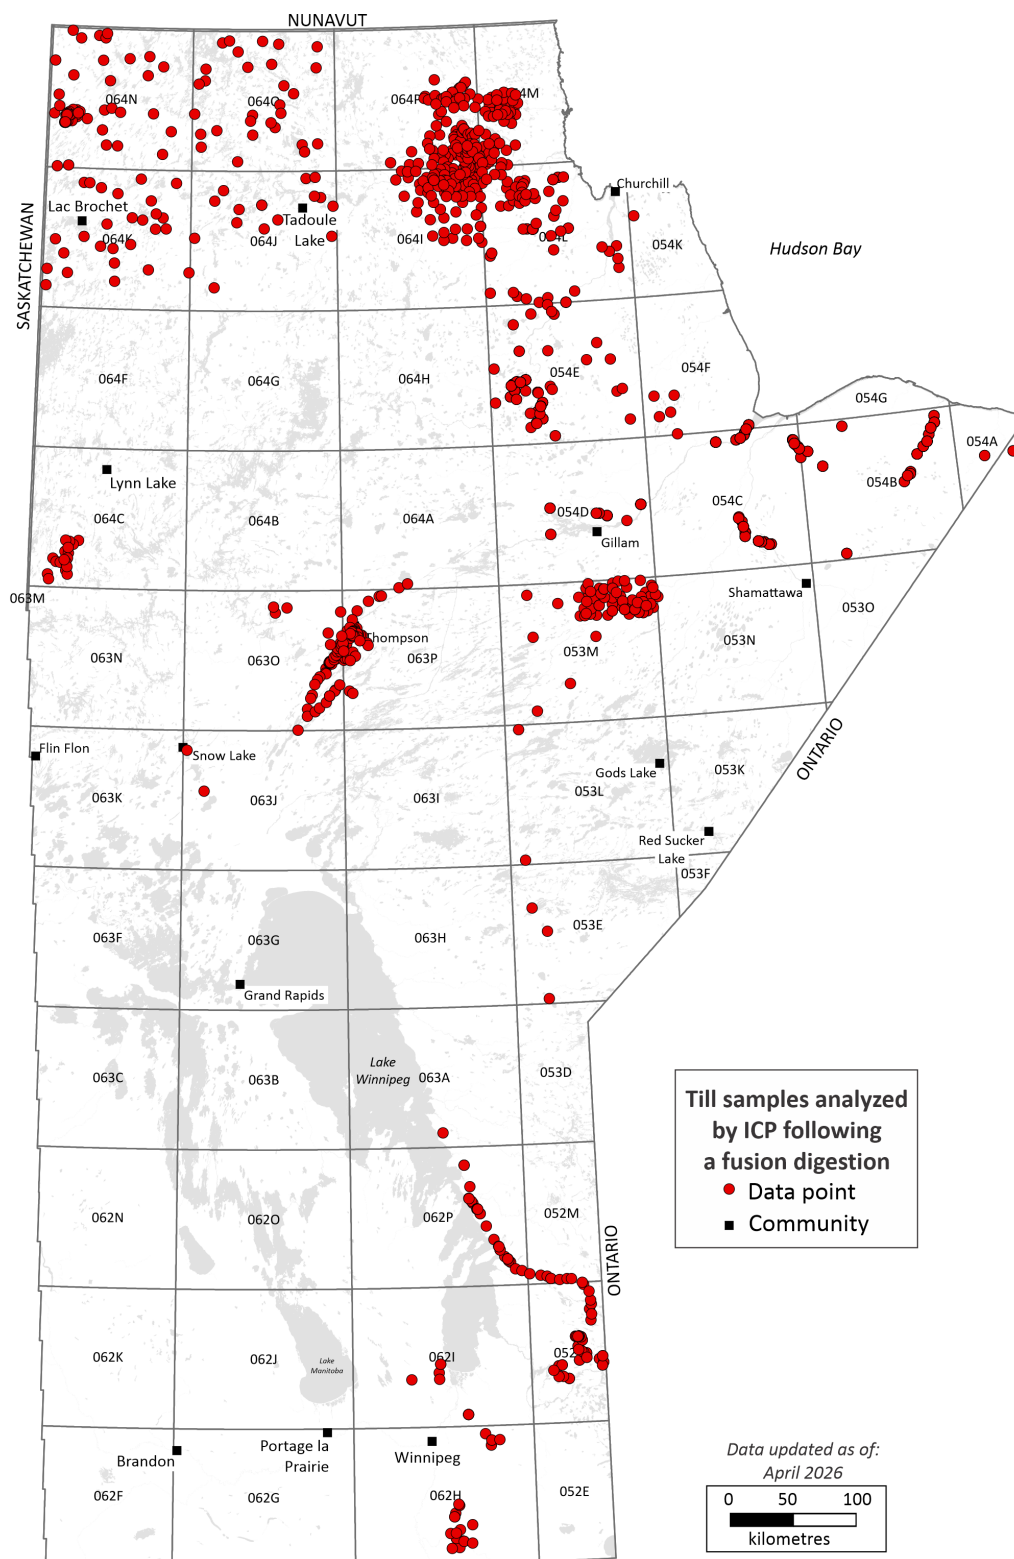 NUNAVUT
064N
064O
064P
4M
Churchill
Lac Brochet
Tadoule
Lake
SASKATCHEWAN
064K
064J
064I
054L
054K
Hudson Bay
064F
064G
064H
054E
054F
054G
054A
Lynn Lake
054B
064C
064B
064A
054D
054C
Gillam
Shamattawa
063M
053O
Thompson
063N
063O
063P
053M
053N
ONTARIO
Flin Flon
Snow Lake
Gods Lake
053K
063K
063J
063I
053L
Red Sucker
Lake
053F
063F
063G
063H
053E
Grand Rapids
Lake
Winnipeg
063C
063B
063A
053D
Till samples analyzed
by ICP following
a fusion digestion
Data point
Community
062N
062O
062P
052M
ONTARIO
062K
062J
Lake
Manitoba
062I
052
Portage la
Prairie
Brandon
Winnipeg
Data updated as of:
April 2026
062F
062G
062H
052E
0 50 100
kilometres